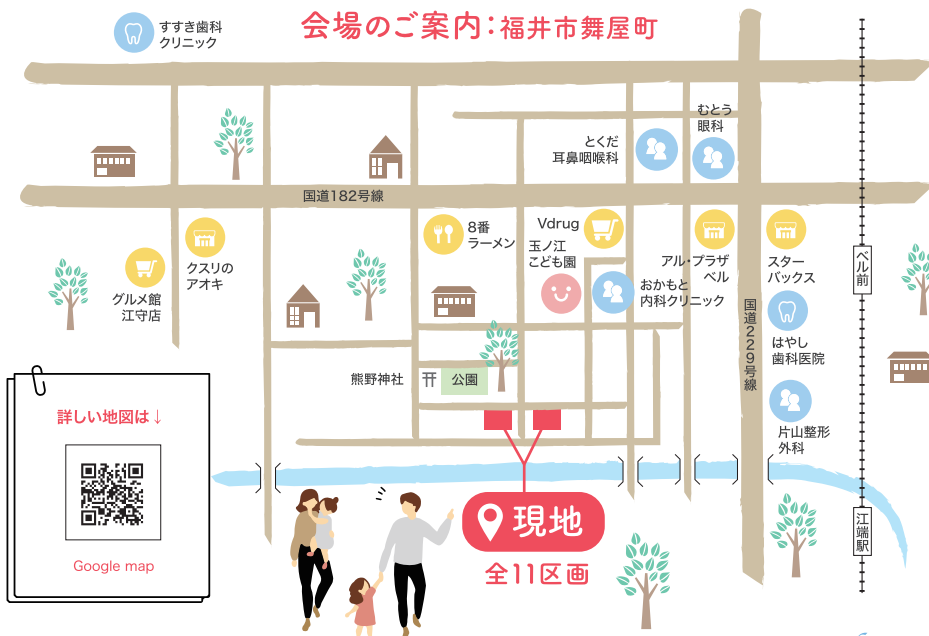 会場のご案内：福井市舞屋町
すすき歯科
クリニック
むとう
眼科
とくだ
耳鼻咽喉科
国道182号線
8番
ラーメン
Vdrug
玉ノ江
こども園
おかもと
内科クリニック
アル・プラザ
ベル
スター
バックス
ベル前
クスリの
アオキ
グルメ館
江守店
国道229号線
はやし
歯科医院
熊野神社
公園
片山整形
外科
詳しい地図は↓
Google map
現地
全11区画
江端駅